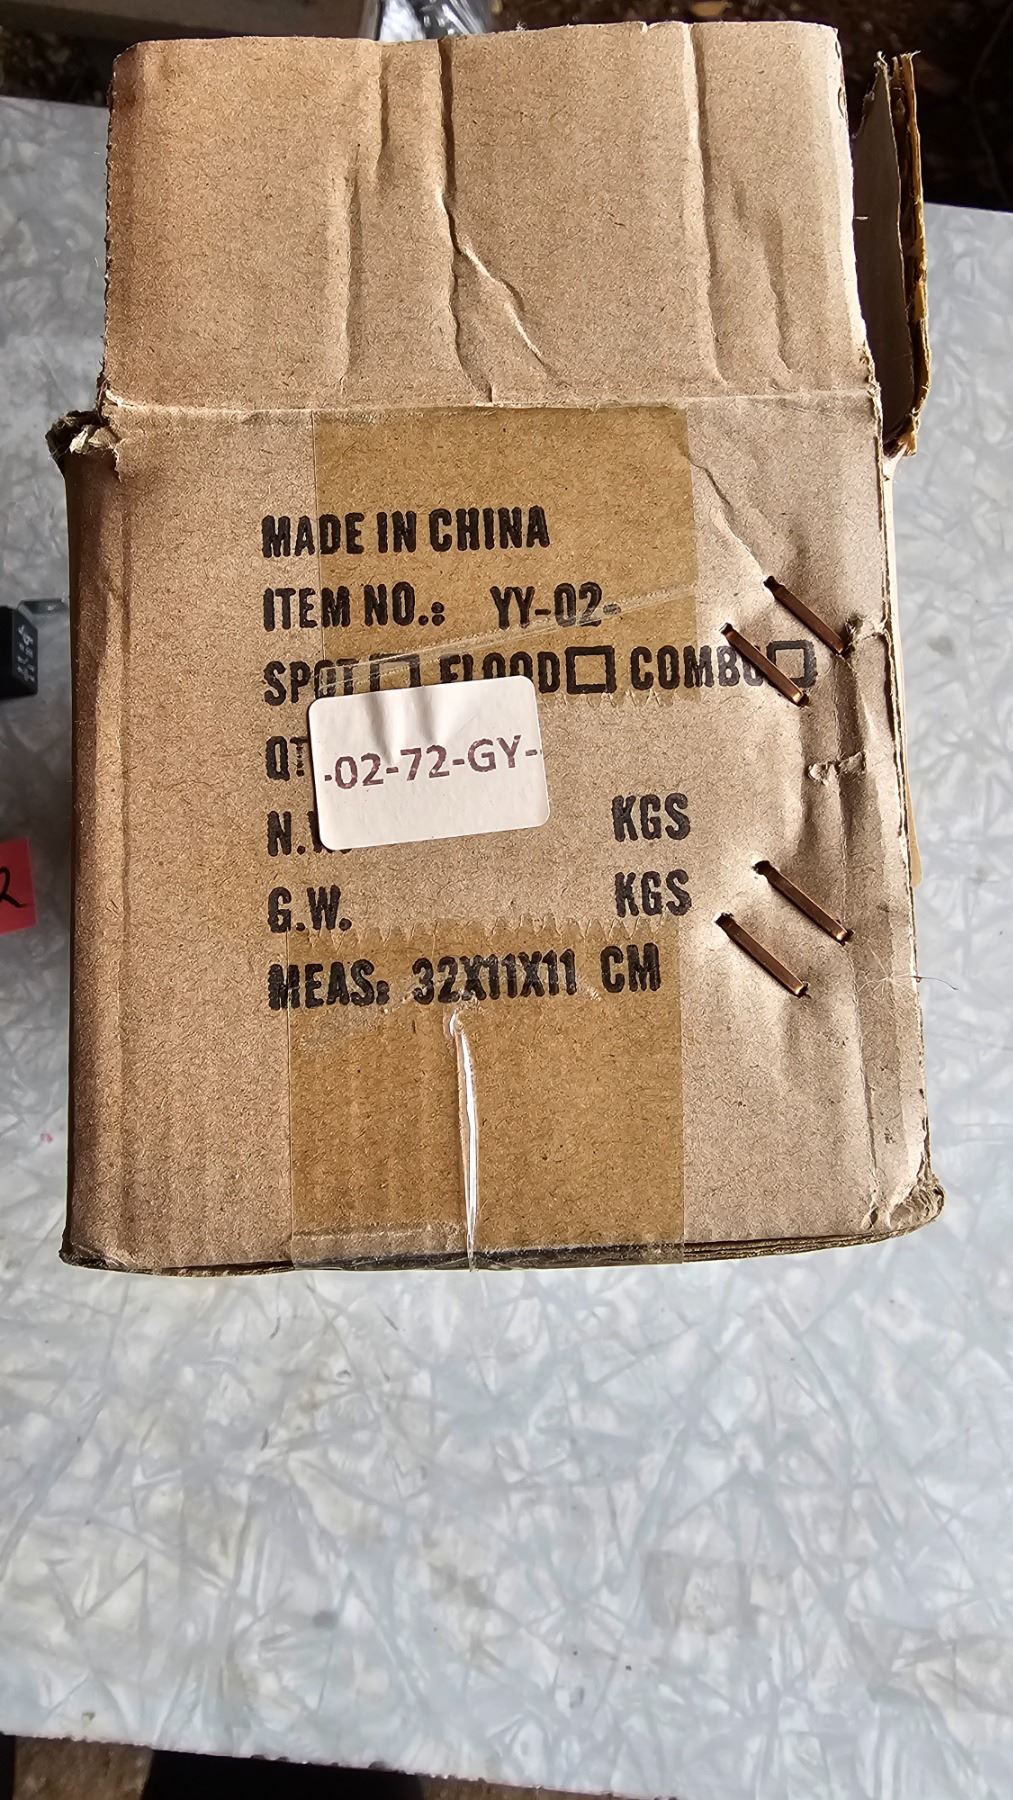 MADE IN CHINA
ITEM NO.: YY-02-
SPOT FLOOD COMBO
-02-72-GY-
N.W.
KGS
G.W. KGS
MEAS: 32X11X11 CM